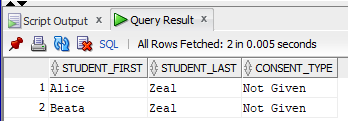 Script Output x Query Result x
SQL | All Rows Fetched: 2 in 0.005 seconds
STUDENT_FIRST STUDENT_LAST CONSENT_TYPE
1 Alice Zeal Not Given
2 Beata Zeal Not Given